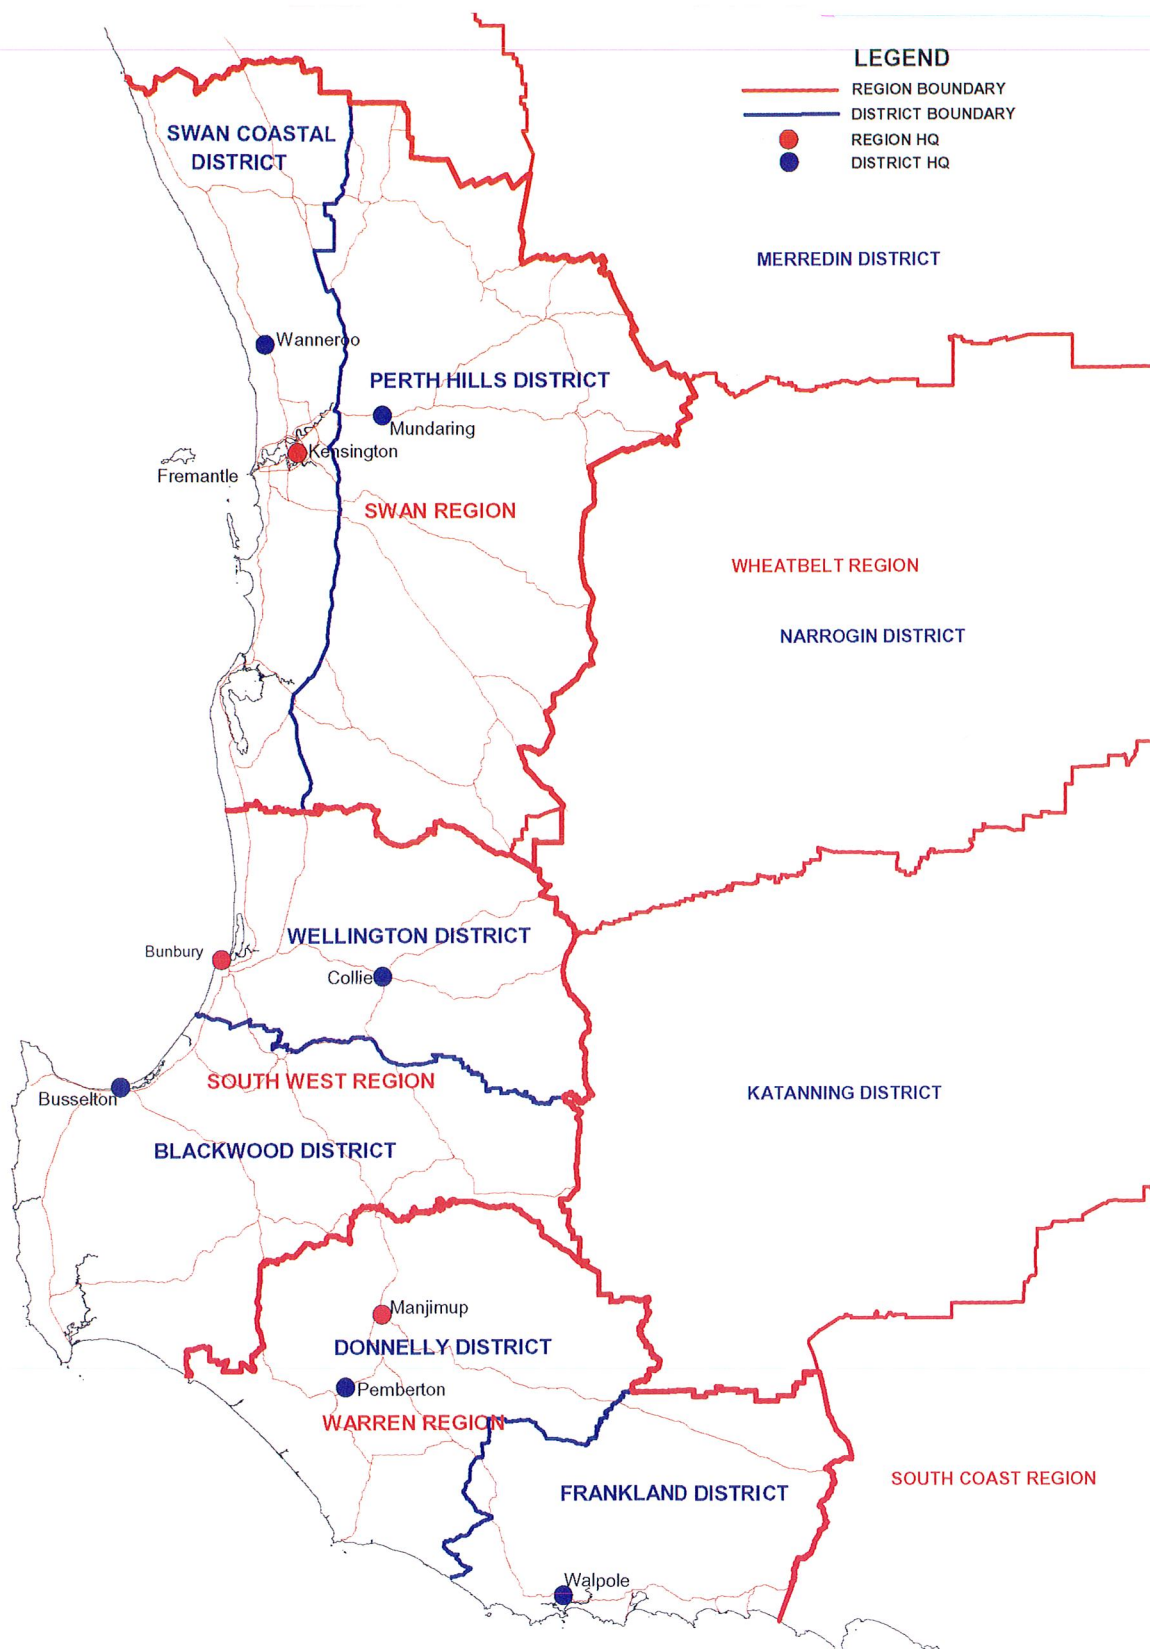 LEGEND
REGION BOUNDARY
DISTRICT BOUNDARY
REGION HQ
DISTRICT HQ
SWAN COASTAL
DISTRICT
MERREDIN DISTRICT
Wanneroo
PERTH HILLS DISTRICT
Mundaring
Kensington
Fremantle
SWAN REGION
WHEATBELT REGION
NARROGIN DISTRICT
WELLINGTON DISTRICT
Bunbury
Collie
SOUTH WEST REGION
Busselton
KATANNING DISTRICT
BLACKWOOD DISTRICT
Manjimup
DONNELLY DISTRICT
Pemberton
WARREN REGION
SOUTH COAST REGION
FRANKLAND DISTRICT
Walpole